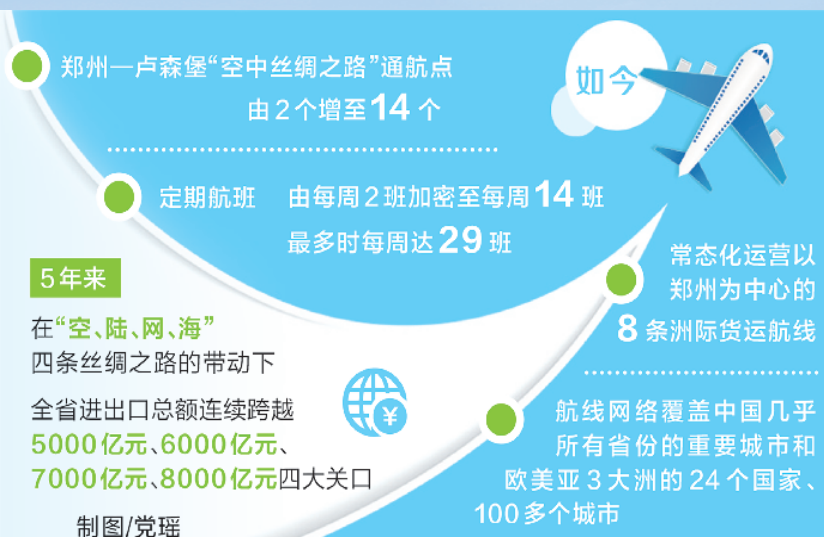 如今
郑州—卢森堡“空中丝绸之路”通航点
由2个增至14个
定期航班 由每周2班加密至每周14班
最多时每周达29班
常态化运营以
郑州为中心的
8条洲际货运航线
航线网络覆盖中国几乎
所有省份的重要城市和
欧美亚3大洲的24个国家、
100多个城市
5年来
在“空、陆、网、海”
四条丝绸之路的带动下
全省进出口总额连续跨越
5000亿元、6000亿元、
7000亿元、8000亿元四大关口
¥
制图/党瑶